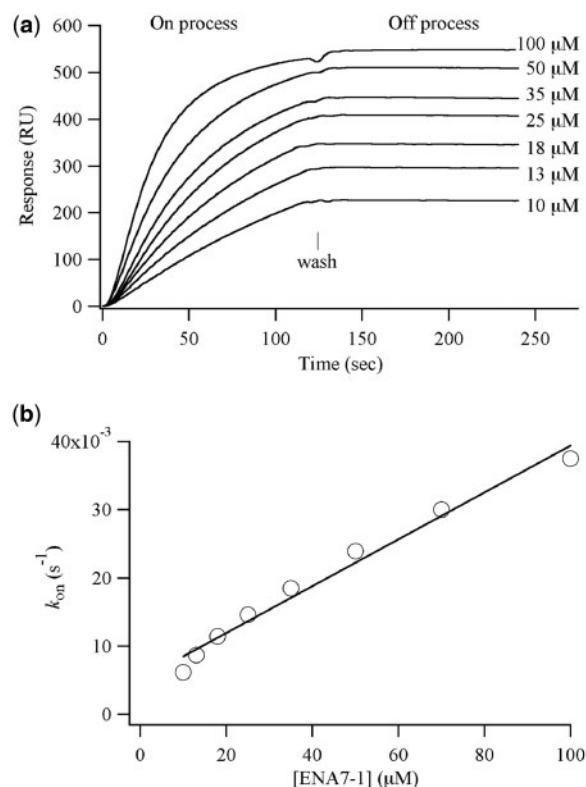 (a)
On process
Off process
600
500
400
300
200
100
0
Response (RU)
100 µM
50 µM
35 µM
25 µM
18 µM
13 µM
10 µM
wash
0 50 100 150 200 250
Time (sec)
(b)
40x10⁻³
30
20
10
0
kon (s⁻¹)
0 20 40 60 80 100
[ENA7-1] (µM)